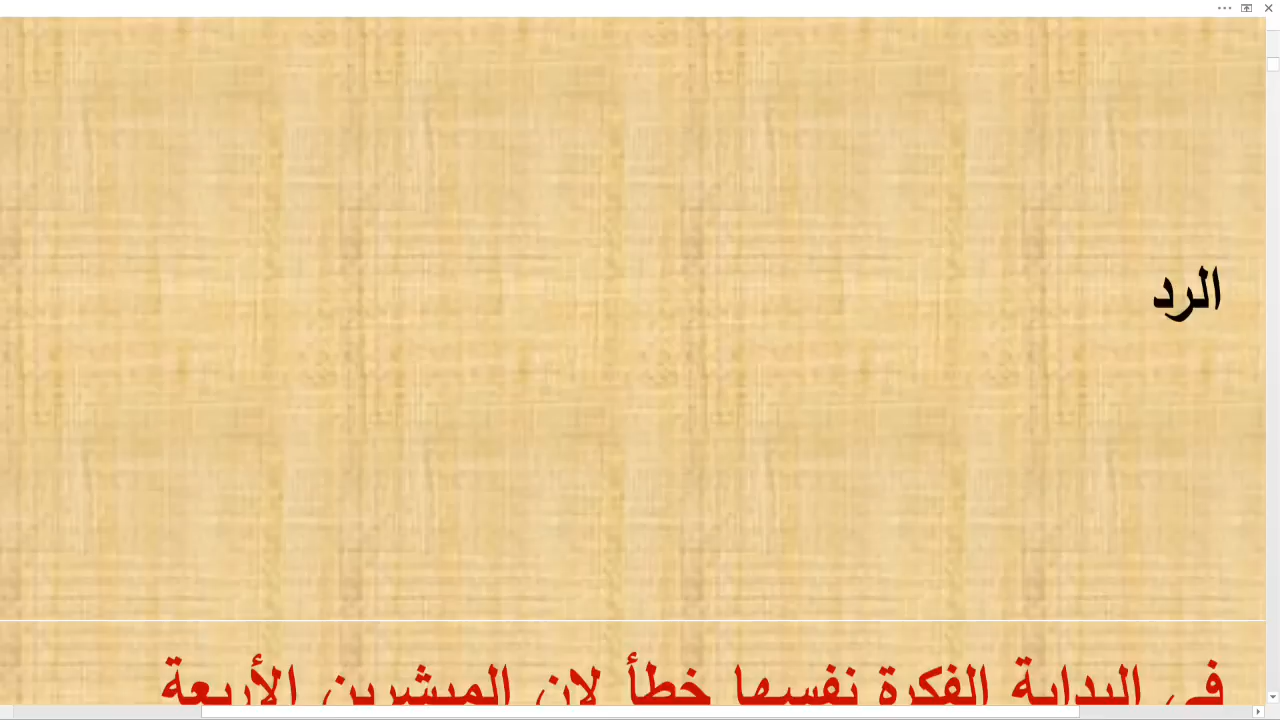 الرد
في البداية الفكرة نفسها خطأ لان المبشرين الأربعة